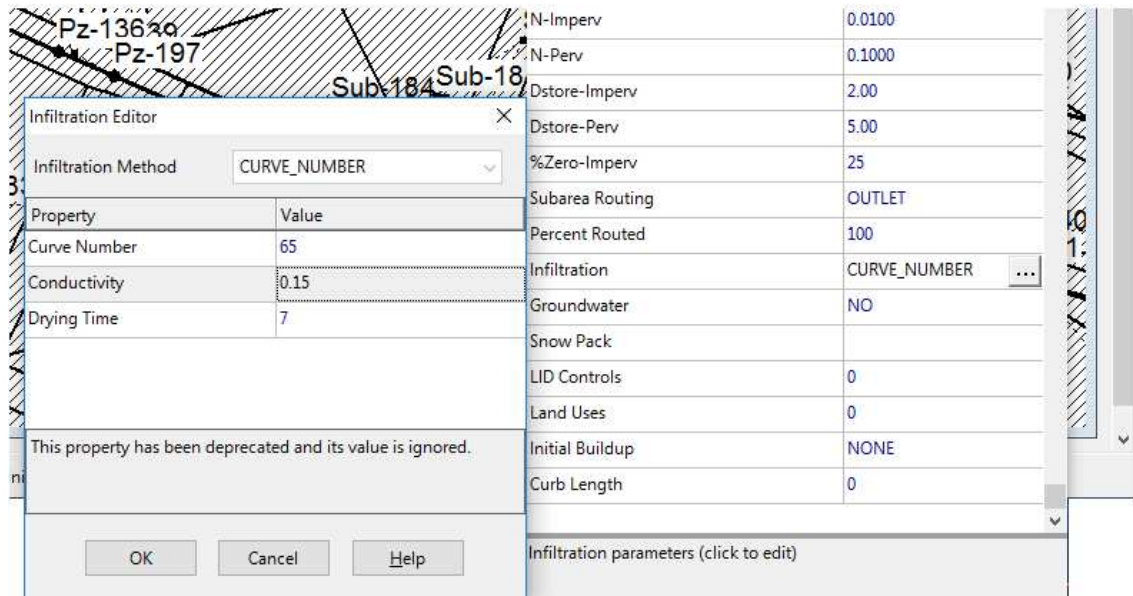 Pz-197
Sub-184
Sub-18
Infiltration Editor
Infiltration Method CURVE_NUMBER
Property Value
Curve Number 65
Conductivity 0.15
Drying Time 7
This property has been deprecated and its value is ignored.
OK Cancel Help
N-Imperv 0.0100
N-Perv 0.1000
Dstore-Imperv 2.00
Dstore-Perv 5.00
%Zero-Imperv 25
Subarea Routing OUTLET
Percent Routed 100
Infiltration CURVE_NUMBER ...
Groundwater NO
Snow Pack
LID Controls 0
Land Uses 0
Initial Buildup NONE
Curb Length 0
Infiltration parameters (click to edit)